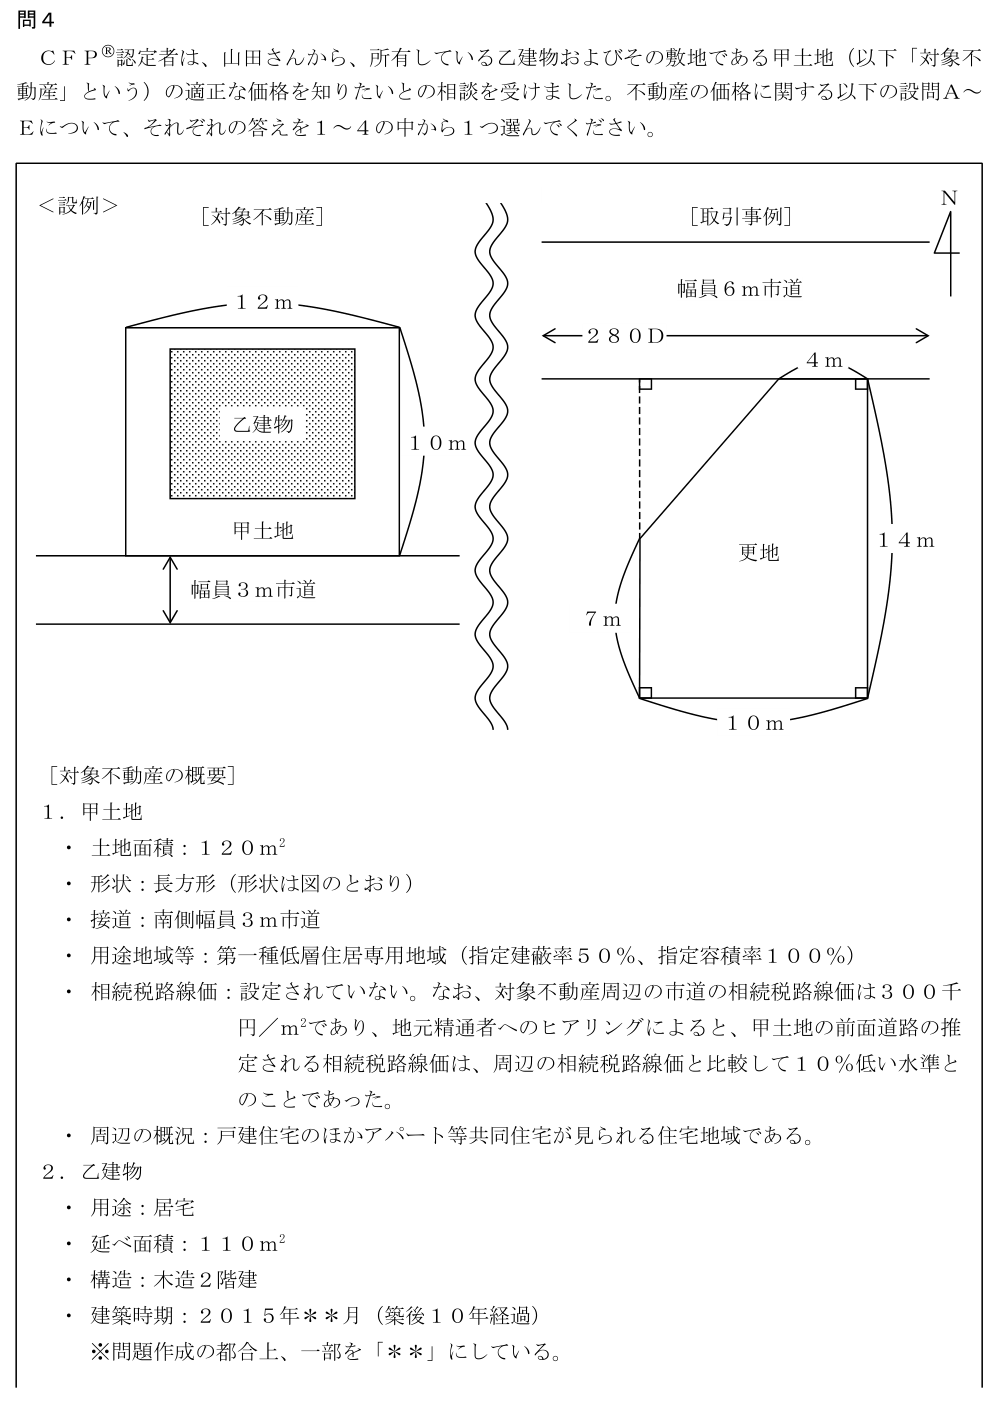 問４
ＣＦＰ®認定者は、山田さんから、所有している乙建物およびその敷地である甲土地（以下「対象不
動産」という）の適正な価格を知りたいとの相談を受けました。不動産の価格に関する以下の設問Ａ～
Ｅについて、それぞれの答えを１～４の中から１つ選んでください。
＜設例＞
［対象不動産］
１２ｍ
乙建物
１０ｍ
甲土地
幅員３ｍ市道
［取引事例］
N
幅員６ｍ市道
２８０Ｄ
４ｍ
更地
１４ｍ
７ｍ
１０ｍ
［対象不動産の概要］
１．甲土地
・ 土地面積：１２０㎡
・ 形状：長方形（形状は図のとおり）
・ 接道：南側幅員３ｍ市道
・ 用途地域等：第一種低層住居専用地域（指定建蔽率５０％、指定容積率１００％）
・ 相続税路線価：設定されていない。なお、対象不動産周辺の市道の相続税路線価は３００千
円／㎡であり、地元精通者へのヒアリングによると、甲土地の前面道路の推
定される相続税路線価は、周辺の相続税路線価と比較して１０％低い水準と
のことであった。
・ 周辺の概況：戸建住宅のほかアパート等共同住宅が見られる住宅地域である。
２．乙建物
・ 用途：居宅
・ 延べ面積：１１０㎡
・ 構造：木造２階建
・ 建築時期：２０１５年＊＊月（築後１０年経過）
※問題作成の都合上、一部を「＊＊」にしている。